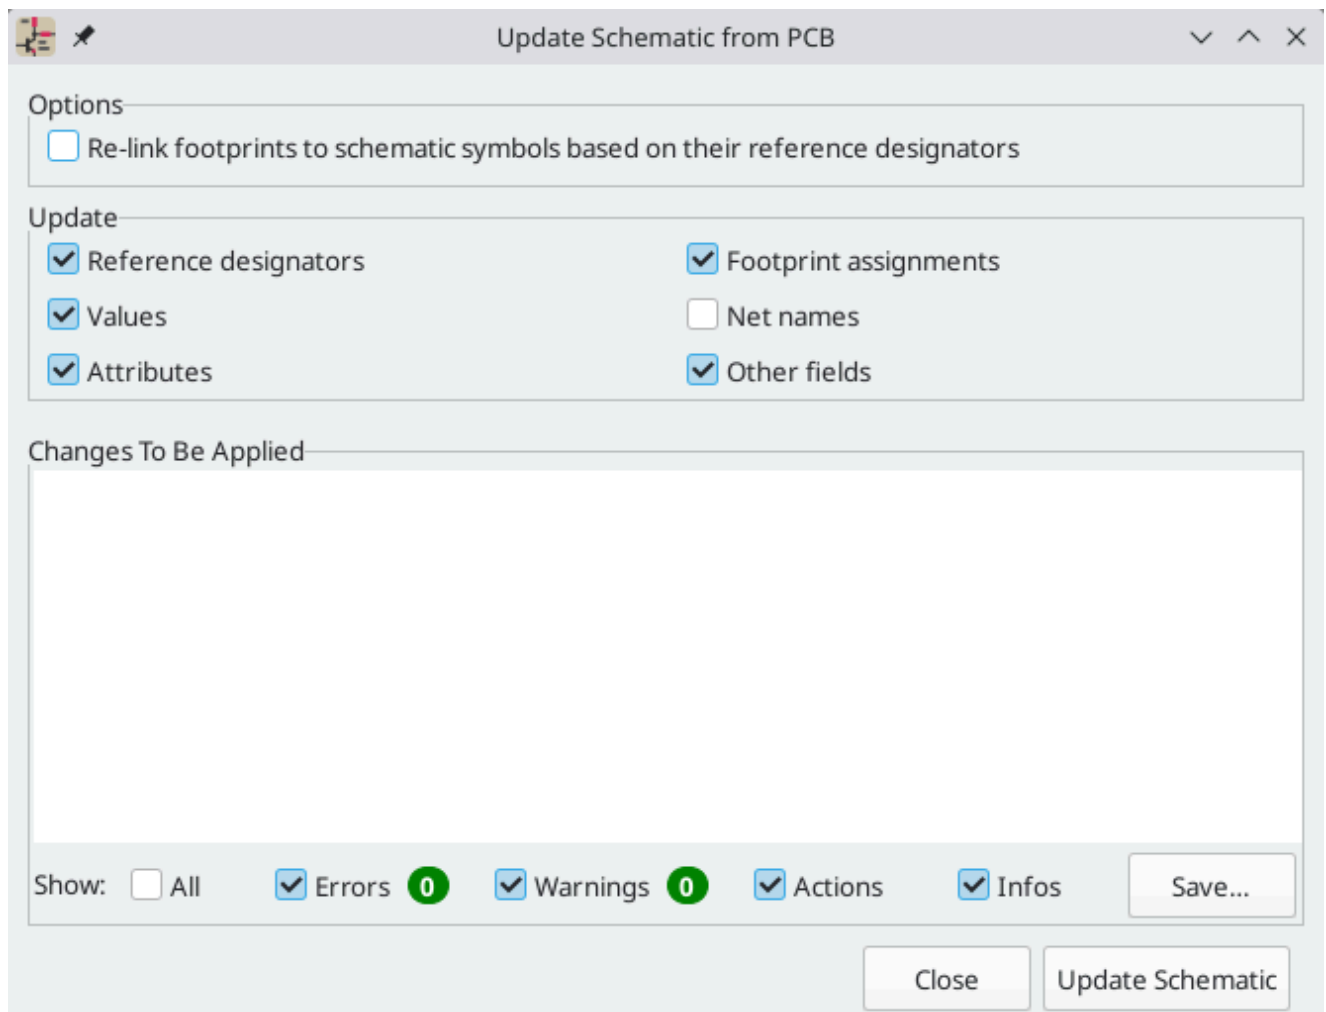 Update Schematic from PCB
Options
Re-link footprints to schematic symbols based on their reference designators
Update
Reference designators
Footprint assignments
Values
Net names
Attributes
Other fields
Changes To Be Applied
Show: All Errors 0 Warnings 0 Actions Infos Save...
Close Update Schematic